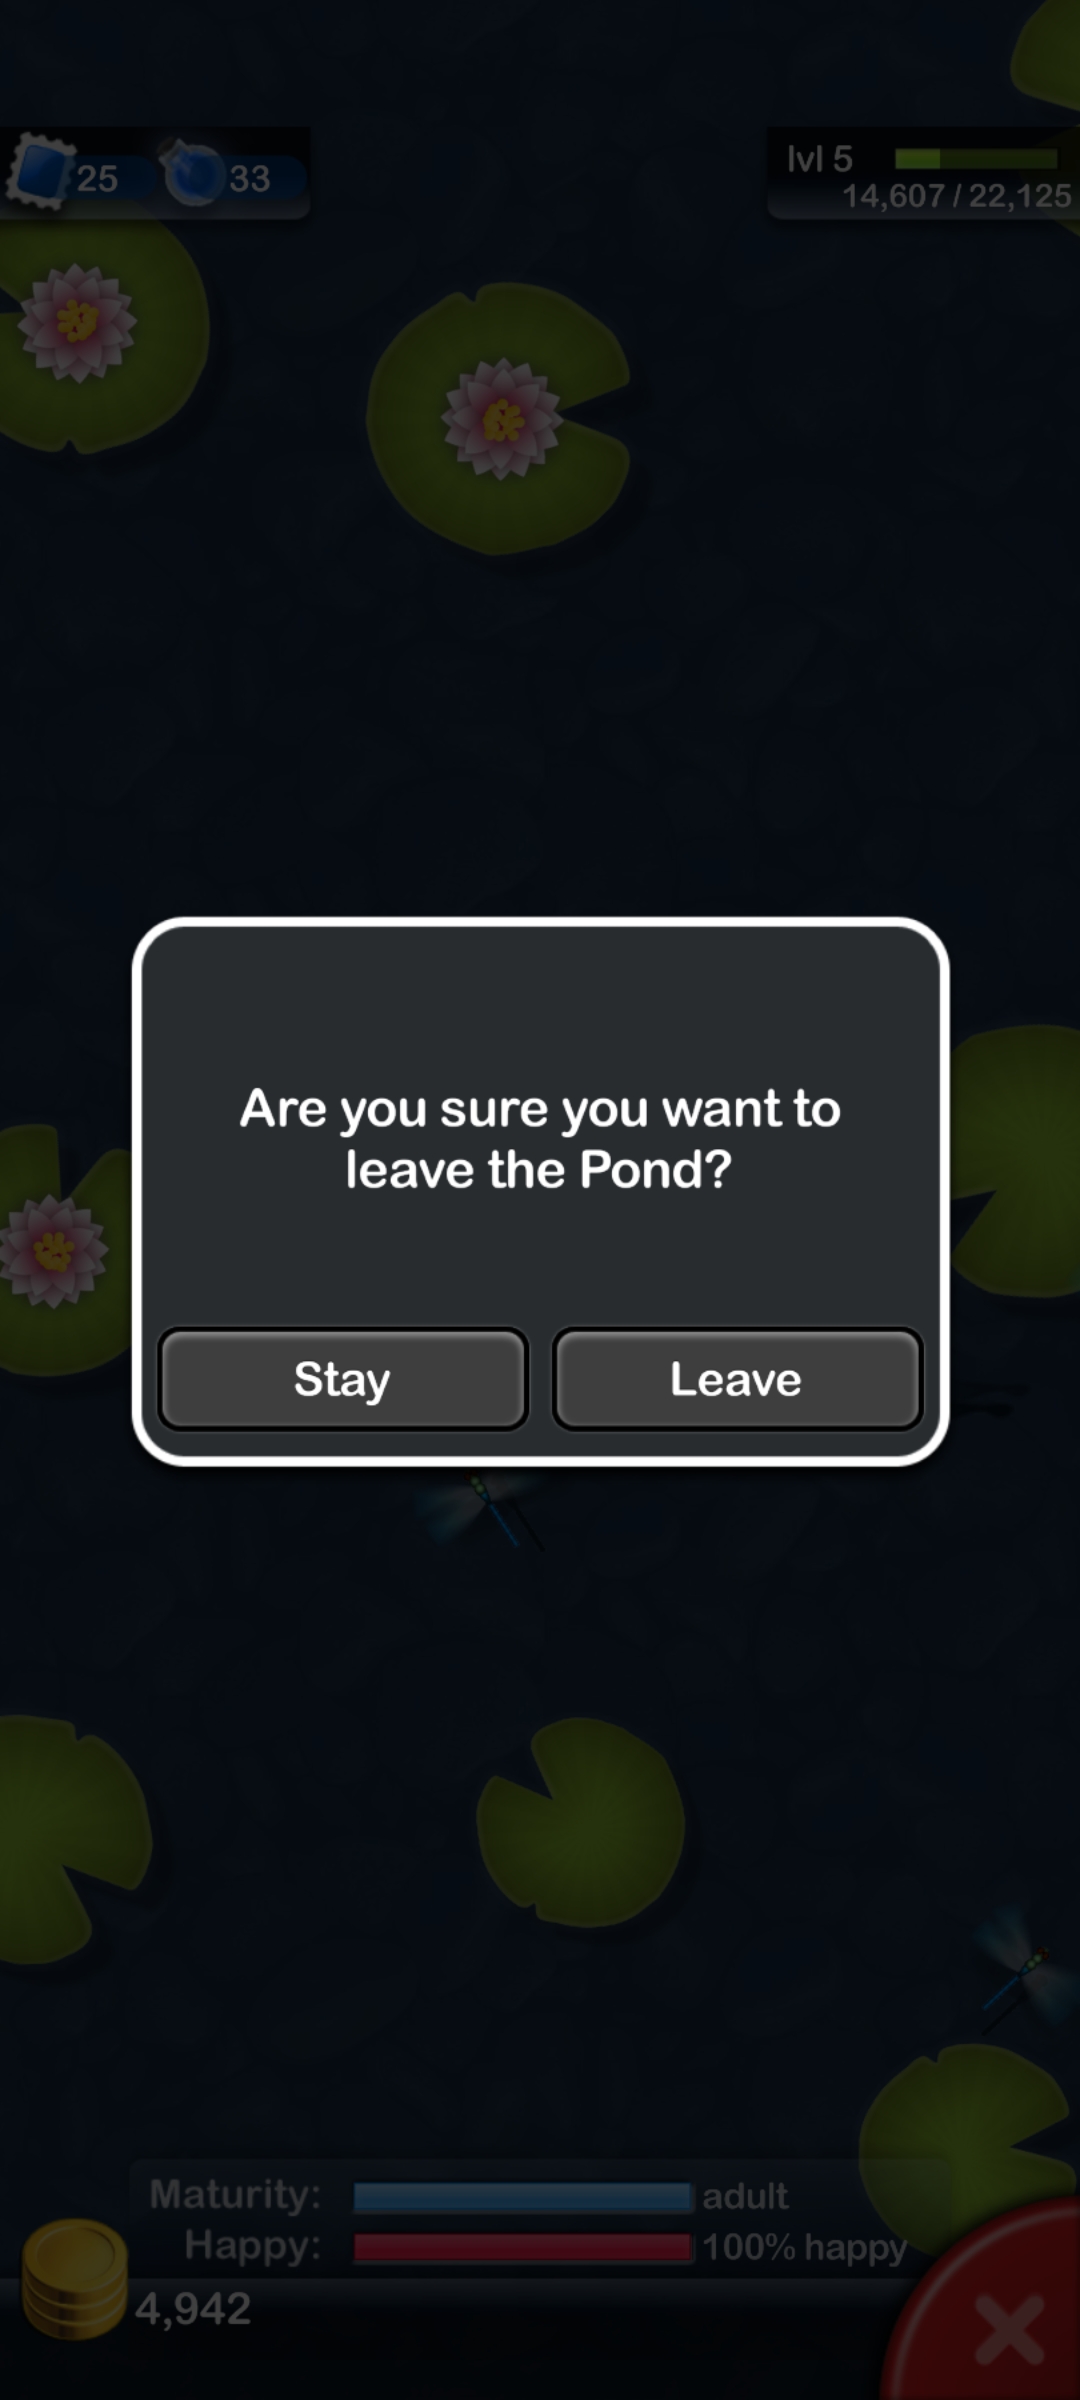 25
33
lvl 5
14,607 / 22,125
Are you sure you want to
leave the Pond?
Stay
Leave
Maturity: adult
Happy: 100% happy
4,942